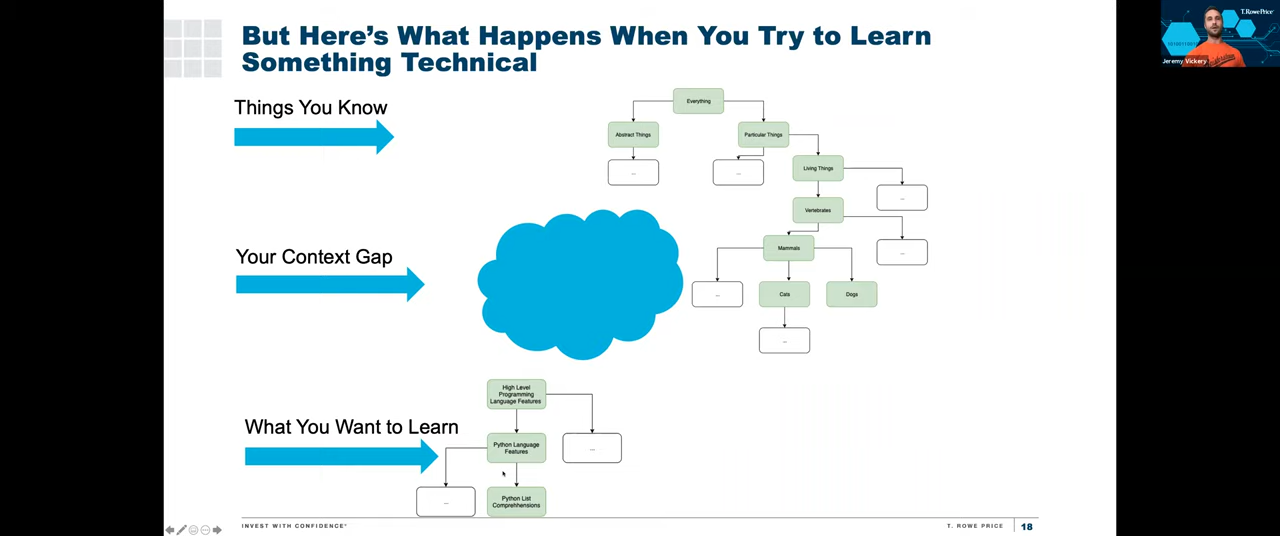 But Here's What Happens When You Try to Learn
Something Technical
Things You Know
Your Context Gap
What You Want to Learn
Everything
Abstract Things
Particular Things
...
...
Living Things
...
Vertebrates
...
Mammals
...
Cats
Dogs
...
High Level
Programming
Language Features
Python Language
Features
...
...
Python List
Comprehhensions
INVEST WITH CONFIDENCE®
T. ROWE PRICE
18
T.RowePrice
Jeremy Vickery